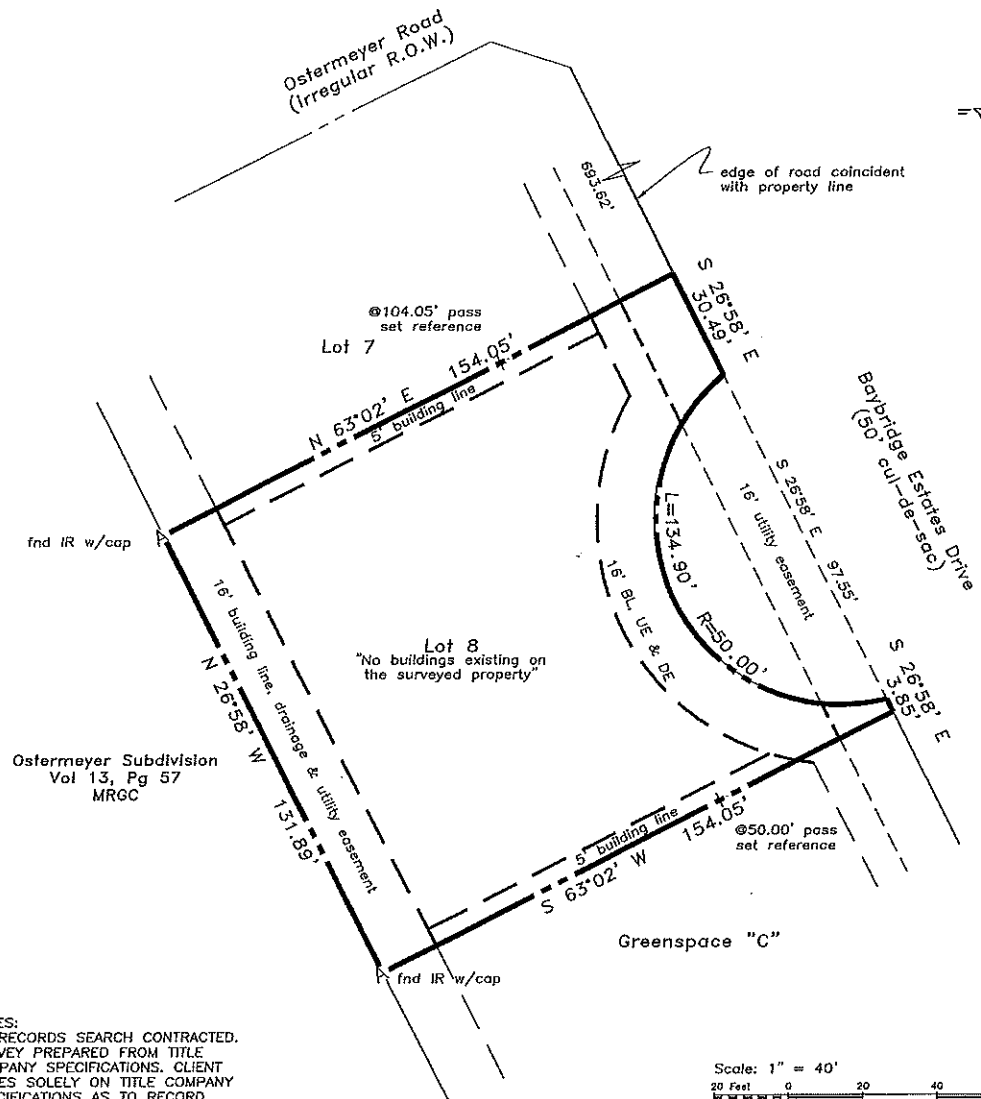 Ostermeyer Road
(Irregular R.O.W.)
693.62'
edge of road coincident
with property line
S 26°58' E
30.49'
@104.05' pass
set reference
Lot 7
N 63°02' E 154.05'
5' building line
Baybridge Estates Drive
(50' cul-de-sac)
S 26°58' E 97.55'
16' utility easement
L=134.90'
R=50.00'
16' BL, UE & DE
fnd IR w/cap
16' building line, drainage & utility easement
Lot 8
"No buildings existing on
the surveyed property"
N 26°58' W 131.89'
S 26°58' E
3.85'
Ostermeyer Subdivision
Vol 13, Pg 57
MRGC
5' building line
S 63°02' W 154.05'
@50.00' pass
set reference
Greenspace "C"
fnd IR w/cap
ES:
RECORDS SEARCH CONTRACTED.
VEY PREPARED FROM TITLE
PANY SPECIFICATIONS. CLIENT
ES SOLELY ON TITLE COMPANY
CIFICATIONS AS TO RECORD
Scale: 1" = 40'
20 Feet 0 20 40